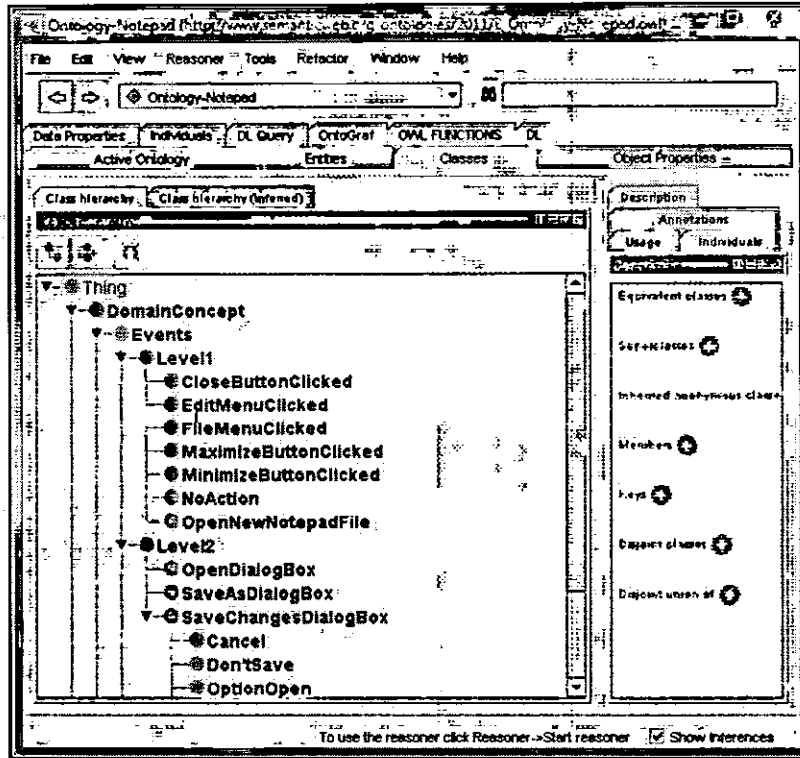 Ontology-Notepad
File Edit View Reasoner Tools Refactor Window Help
Ontology-Notepad
Data Properties Individuals DL Query OntoGraf OWL FUNCTIONS DL
Active Ontology Entities Classes Object Properties
Class hierarchy Class hierarchy (inferred)
Thing
DomainConcept
Events
Level1
CloseButtonClicked
EditMenuClicked
FileMenuClicked
MaximizeButtonClicked
MinimizeButtonClicked
NoAction
OpenNewNotepadFile
Level2
OpenDialogBox
SaveAsDialogBox
SaveChangesDialogBox
Cancel
Don'tSave
OptionOpen
Description
Annotations
Usage Individuals
Equivalent classes
Superclasses
Inherited anonymous classe
Members
Keys
Disjoint classes
Disjoint union of
To use the reasoner click Reasoner->Start reasoner Show Inferences